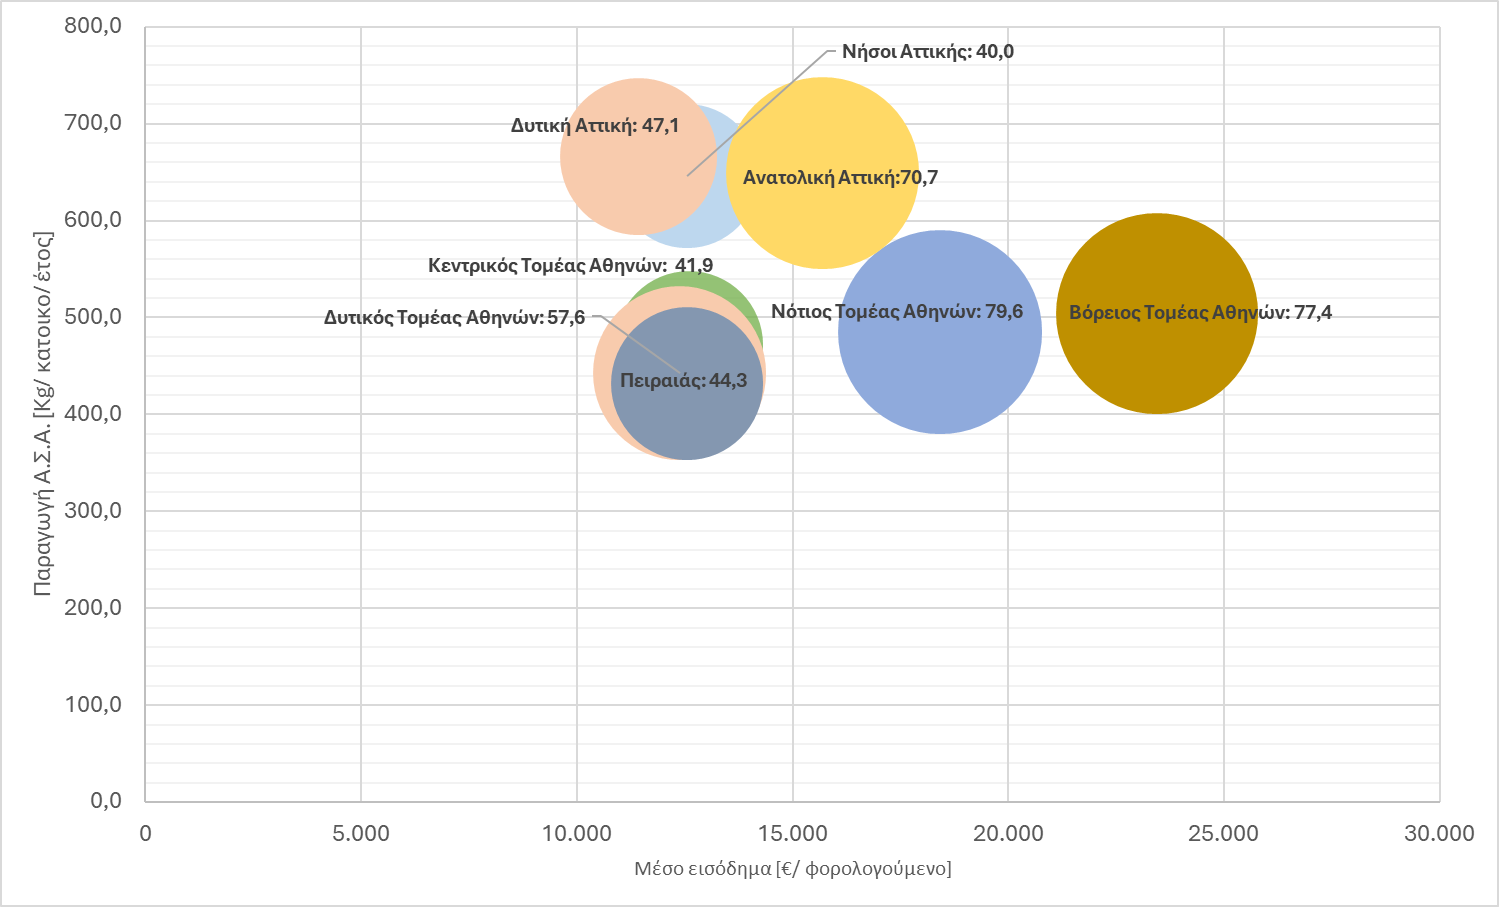 800,0
700,0
600,0
500,0
400,0
300,0
200,0
100,0
0,0
Παραγωγή Α.Σ.Α. [Kg/ κατοικο/ έτος]
Νήσοι Αττικής: 40,0
Δυτική Αττική: 47,1
Ανατολική Αττική:70,7
Κεντρικός Τομέας Αθηνών: 41,9
Δυτικός Τομέας Αθηνών: 57,6
Νότιος Τομέας Αθηνών: 79,6
Βόρειος Τομέας Αθηνών: 77,4
Πειραιάς: 44,3
0 5.000 10.000 15.000 20.000 25.000 30.000
Μέσο εισόδημα [€/ φορολογούμενο]